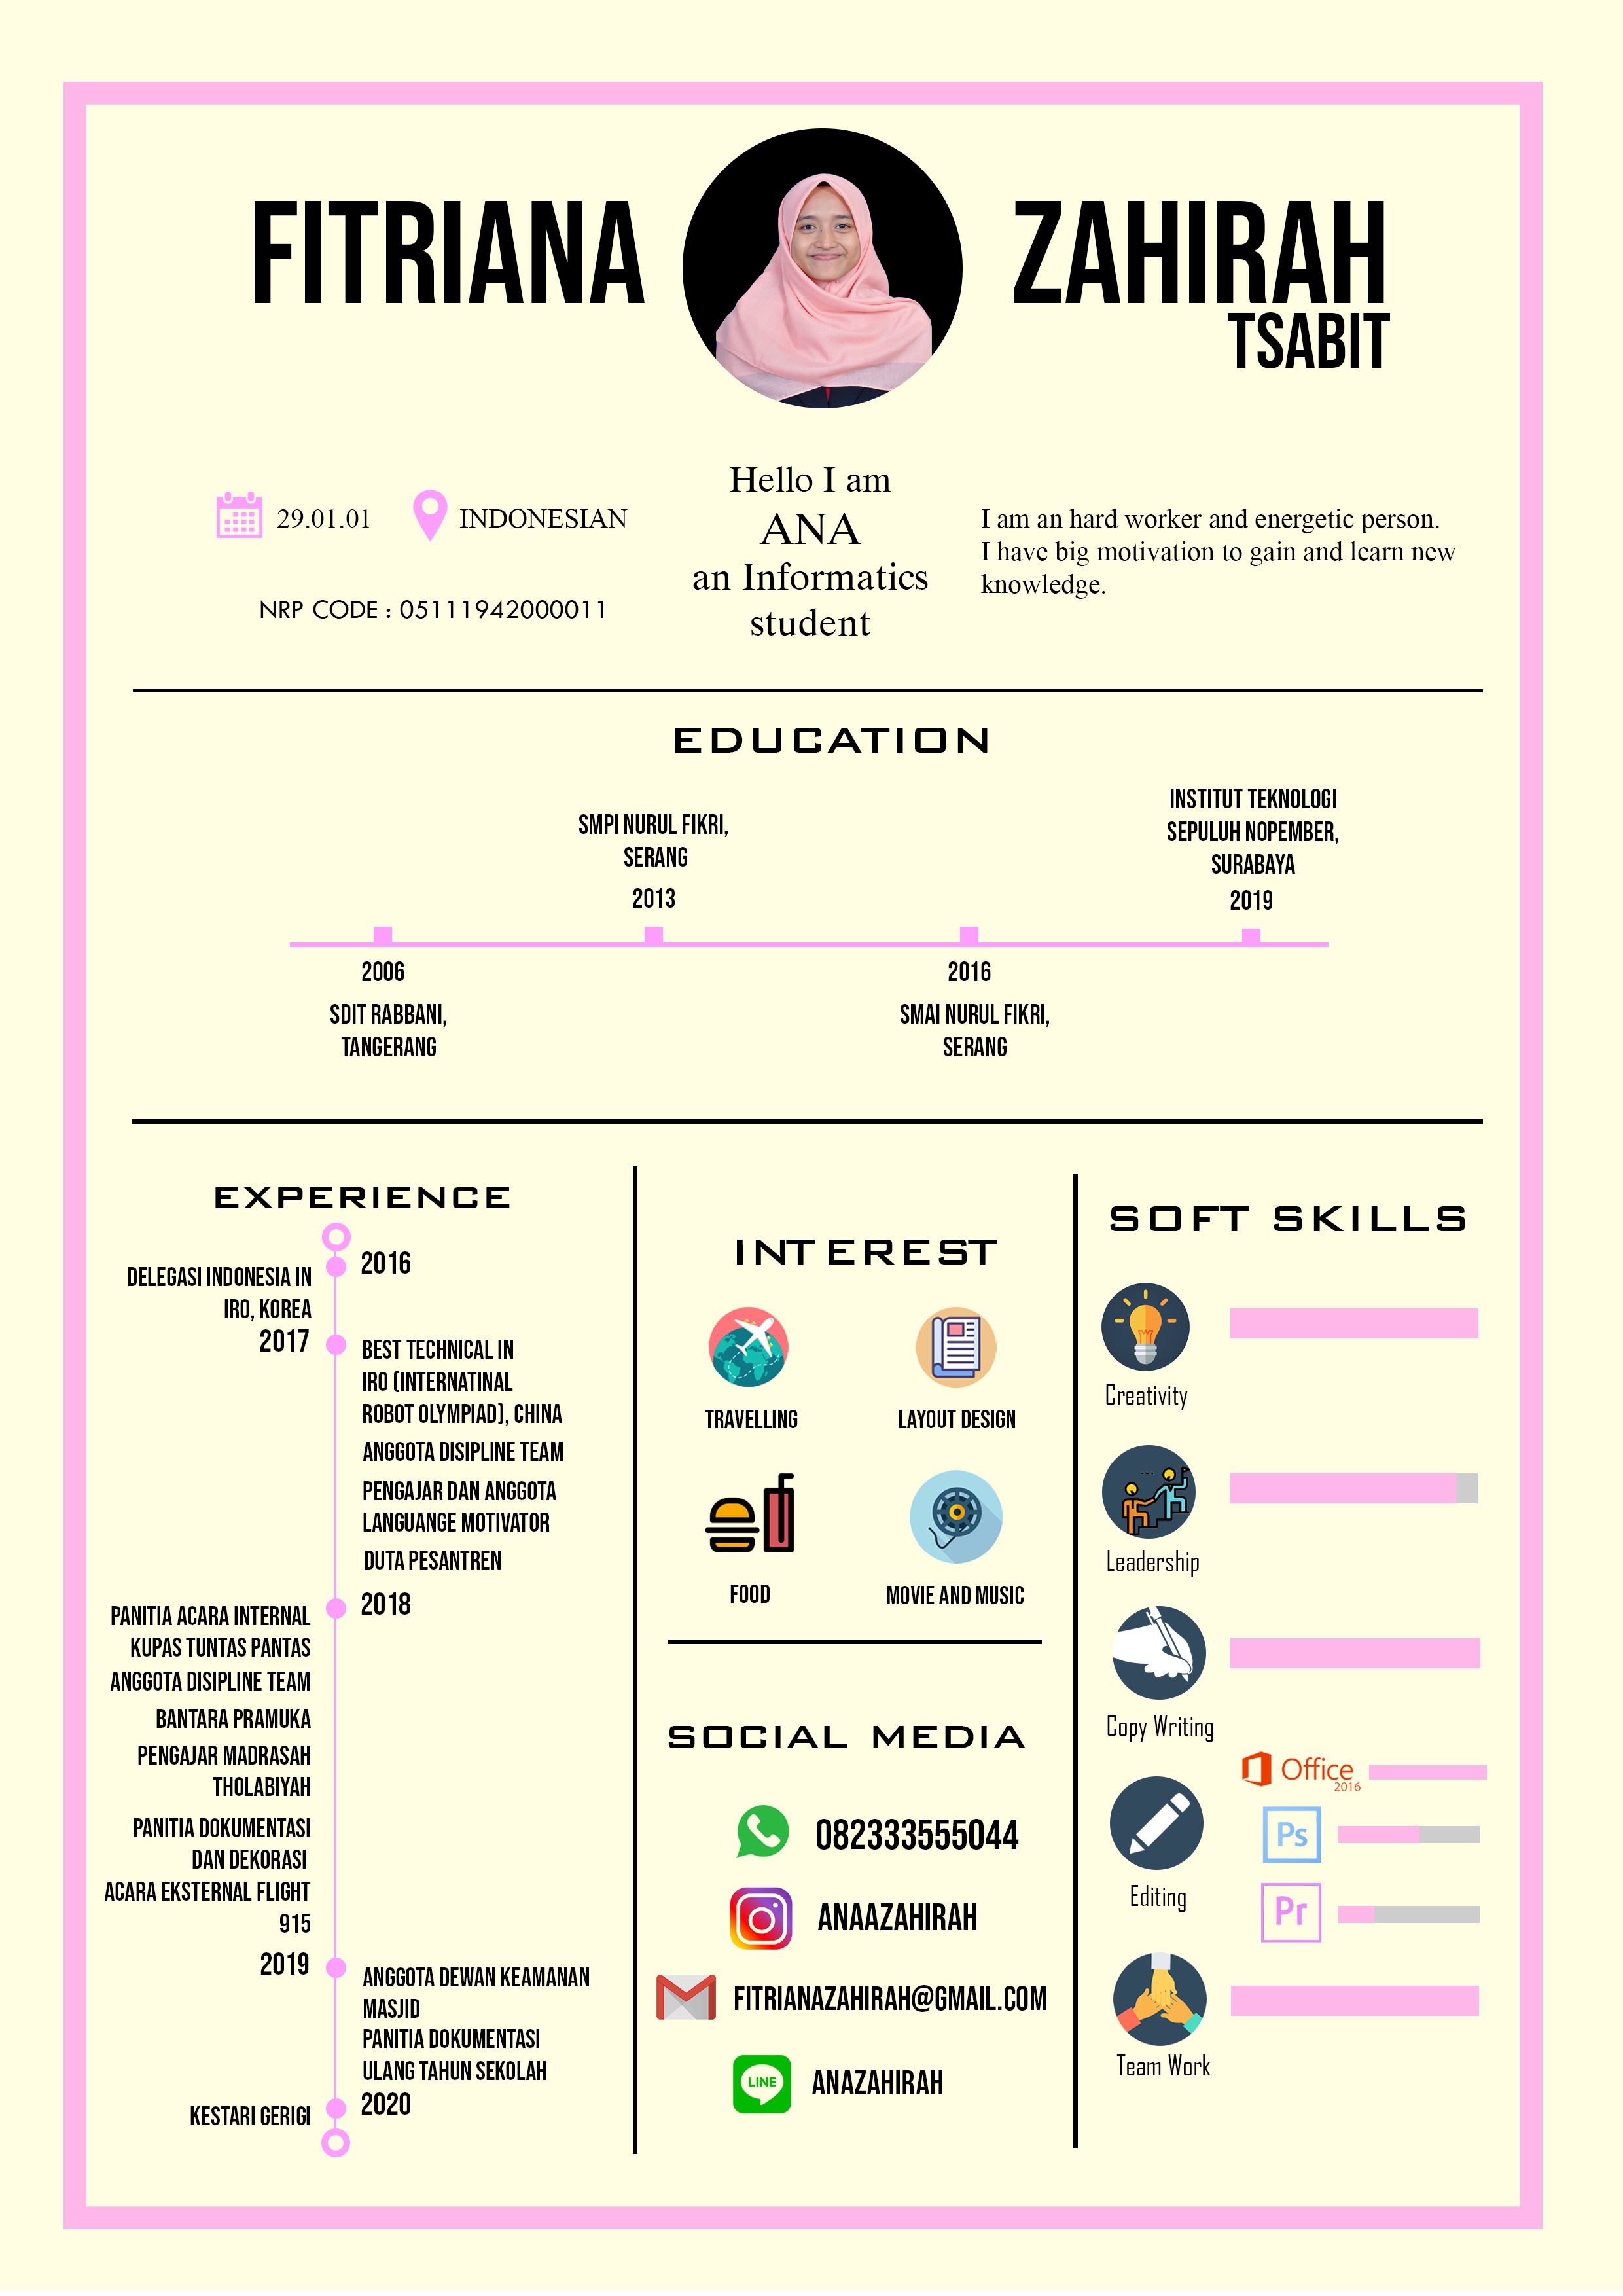 FITRIANA
ZAHIRAH
TSABIT
29.01.01
INDONESIAN
NRP CODE : 05111942000011
Hello I am
ANA
an Informatics
student
I am an hard worker and energetic person.
I have big motivation to gain and learn new
knowledge.
EDUCATION
2006
SDIT RABBANI,
TANGERANG
SMPI NURUL FIKRI,
SERANG
2013
2016
SMAI NURUL FIKRI,
SERANG
INSTITUT TEKNOLOGI
SEPULUH NOPEMBER,
SURABAYA
2019
EXPERIENCE
2016
DELEGASI INDONESIA IN
IRO, KOREA
2017
BEST TECHNICAL IN
IRO (INTERNATINAL
ROBOT OLYMPIAD), CHINA
ANGGOTA DISIPLINE TEAM
PENGAJAR DAN ANGGOTA
LANGUANGE MOTIVATOR
DUTA PESANTREN
2018
PANITIA ACARA INTERNAL
KUPAS TUNTAS PANTAS
ANGGOTA DISIPLINE TEAM
BANTARA PRAMUKA
PENGAJAR MADRASAH
THOLABIYAH
PANITIA DOKUMENTASI
DAN DEKORASI
ACARA EKSTERNAL FLIGHT
915
2019
ANGGOTA DEWAN KEAMANAN
MASJID
PANITIA DOKUMENTASI
ULANG TAHUN SEKOLAH
2020
KESTARI GERIGI
INTEREST
TRAVELLING
LAYOUT DESIGN
FOOD
MOVIE AND MUSIC
SOCIAL MEDIA
082333555044
ANAAZAHIRAH
FITRIANAZAHIRAH@GMAIL.COM
LINE
ANAZAHIRAH
SOFT SKILLS
Creativity
Leadership
Copy Writing
Office
2016
Ps
Pr
Editing
Team Work